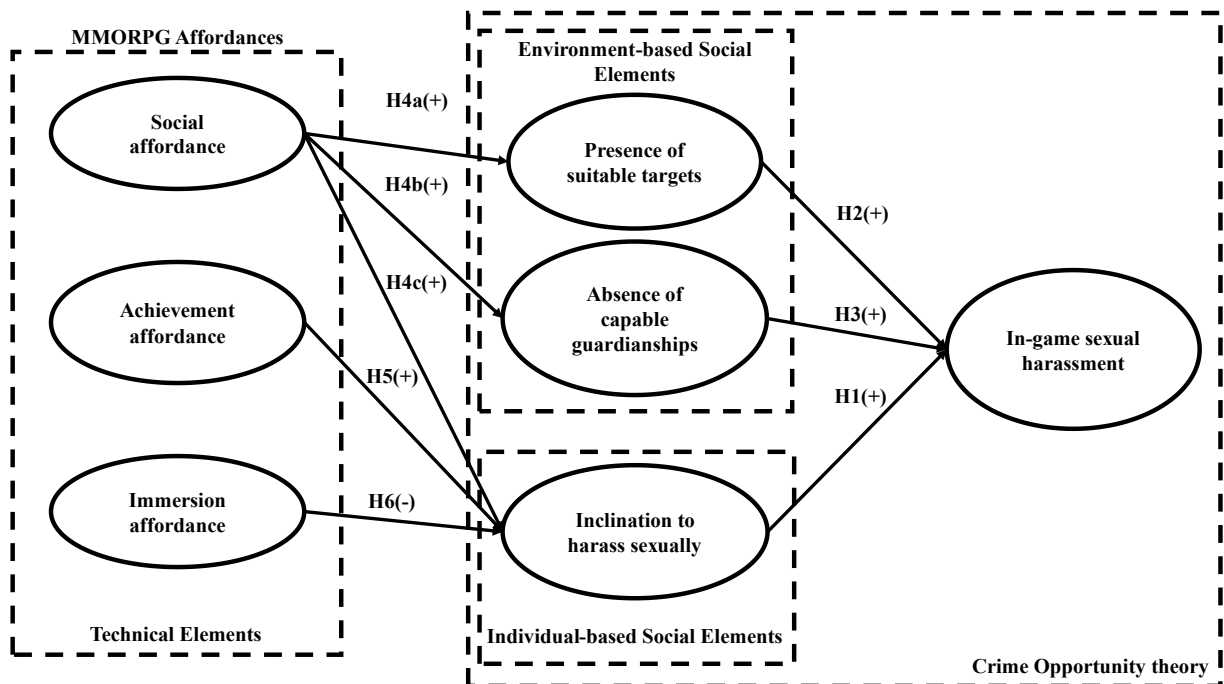 MMORPG Affordances
Social
affordance
Achievement
affordance
Immersion
affordance
Technical Elements
H4a(+)
H4b(+)
H4c(+)
H5(+)
H6(-)
Environment-based Social
Elements
Presence of
suitable targets
Absence of
capable
guardianships
Inclination to
harass sexually
Individual-based Social Elements
H2(+)
H3(+)
H1(+)
In-game sexual
harassment
Crime Opportunity theory